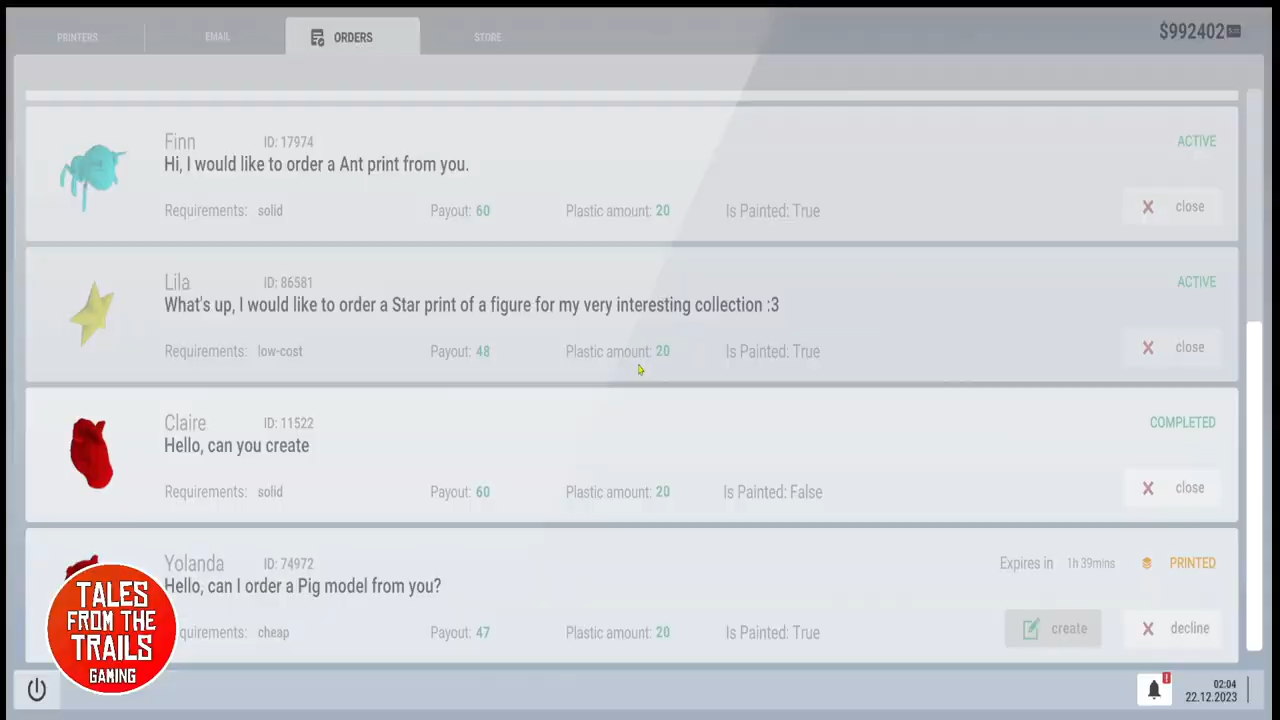 PRINTERS EMAIL ORDERS STORE $992402
Finn ID: 17974 ACTIVE
Hi, I would like to order a Ant print from you.
Requirements: solid Payout: 60 Plastic amount: 20 Is Painted: True X close
Lila ID: 86581 ACTIVE
What's up, I would like to order a Star print of a figure for my very interesting collection :3
Requirements: low-cost Payout: 48 Plastic amount: 20 Is Painted: True X close
Claire ID: 11522 COMPLETED
Hello, can you create
Requirements: solid Payout: 60 Plastic amount: 20 Is Painted: False X close
Yolanda ID: 74972 Expires in 1h 39mins PRINTED
Hello, can I order a Pig model from you?
quirements: cheap Payout: 47 Plastic amount: 20 Is Painted: True create X decline
TALES
FROM THE
TRAILS
GAMING
02:04
22.12.2023